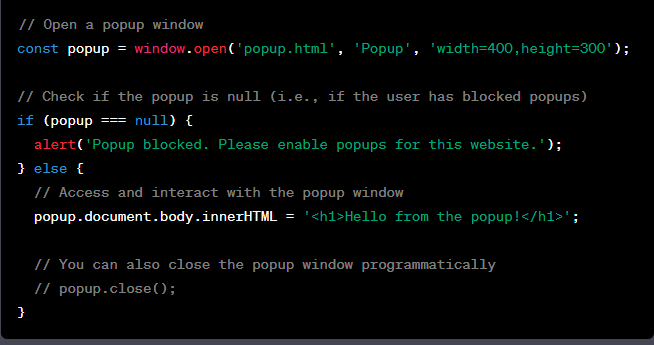 // Open a popup window
const popup = window.open('popup.html', 'Popup', 'width=400,height=300');
// Check if the popup is null (i.e., if the user has blocked popups)
if (popup === null) {
alert('Popup blocked. Please enable popups for this website.');
} else {
// Access and interact with the popup window
popup.document.body.innerHTML = '<h1>Hello from the popup!</h1>';
// You can also close the popup window programmatically
// popup.close();
}